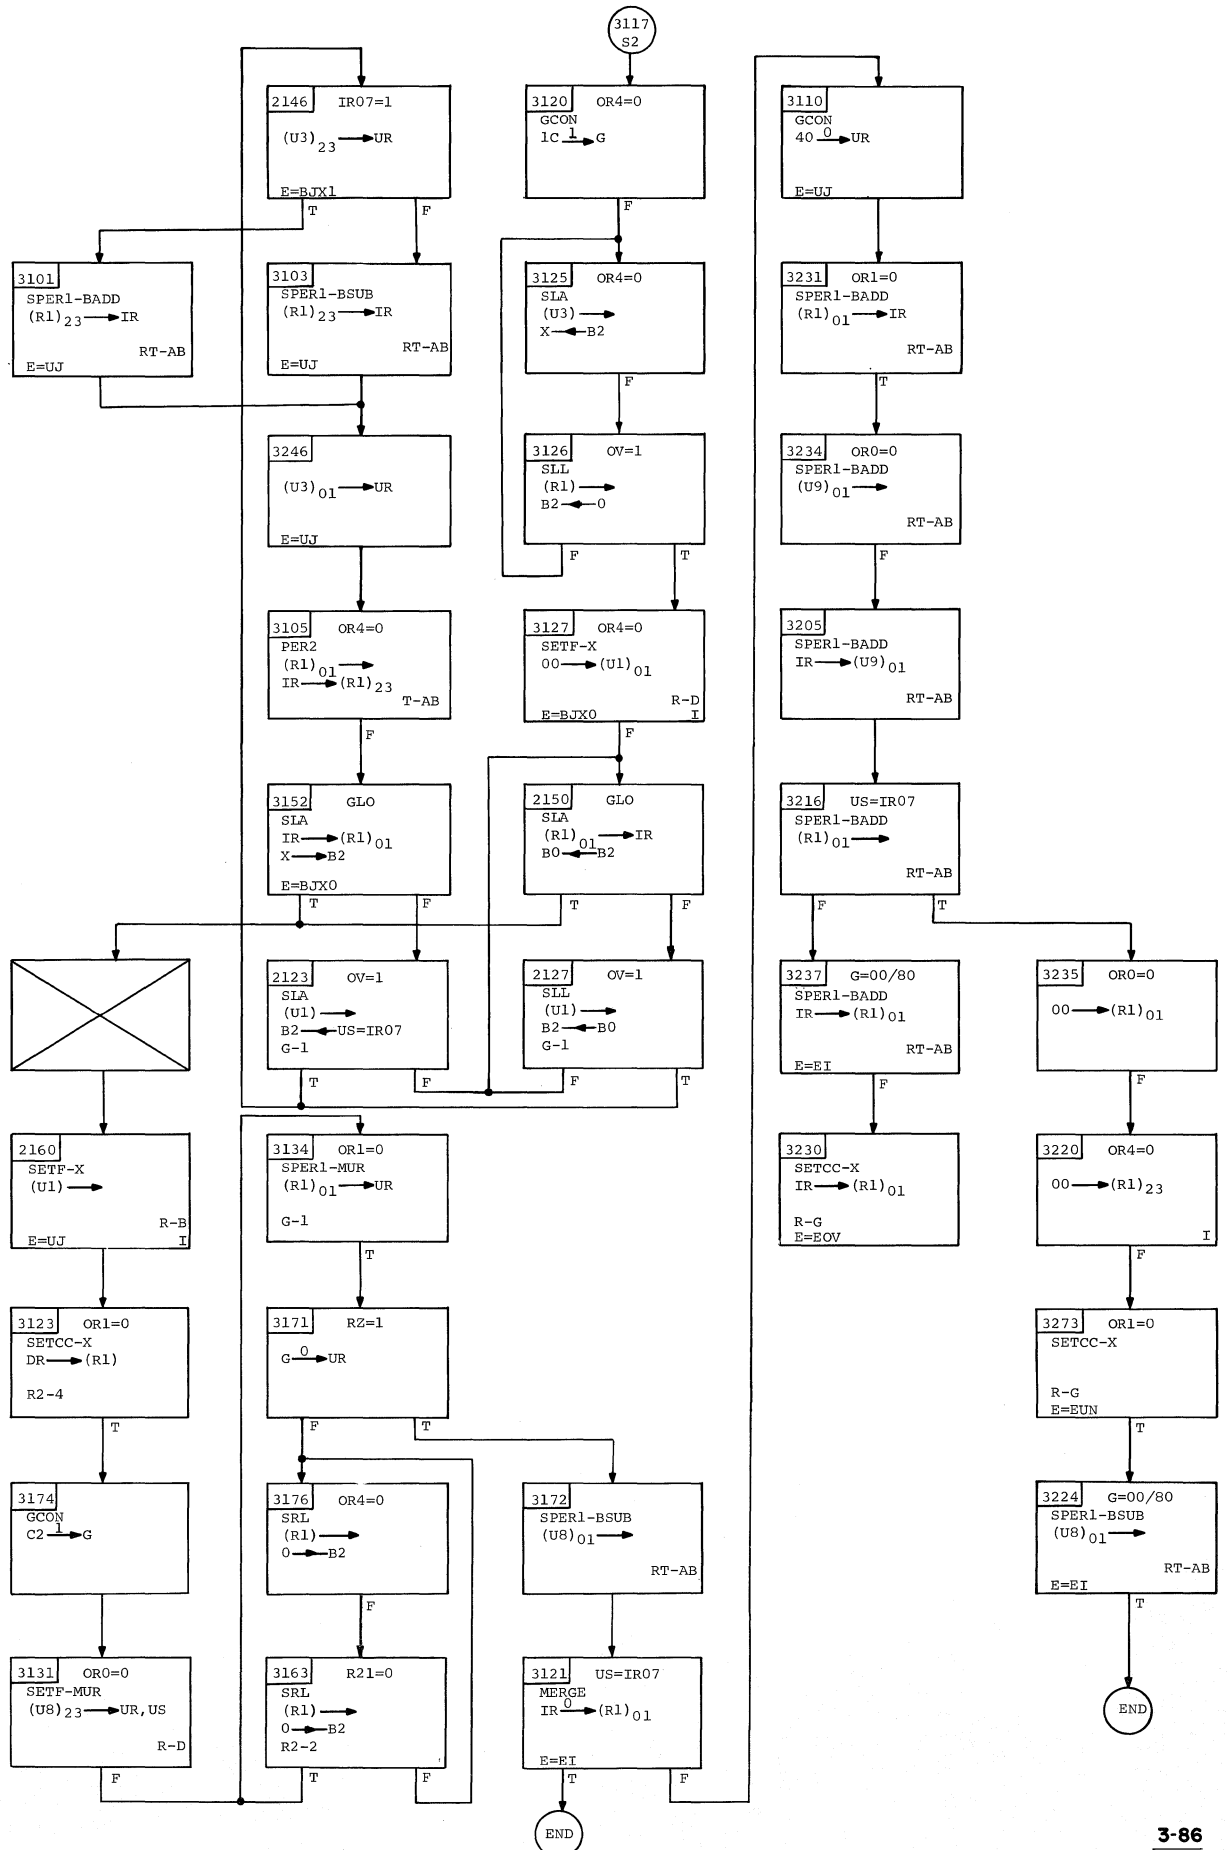 3117
S2
2146 IR07=1
(U3)23 → UR
E=BJX1
T F
3120 OR4=0
GCON
1C 1→ G
F
3110
GCON
40 0→ UR
E=UJ
3101
SPER1-BADD
(R1)23 → IR
RT-AB
E=UJ
3103
SPER1-BSUB
(R1)23 → IR
RT-AB
E=UJ
3125 OR4=0
SLA
(U3) →
X ← B2
F
3231 OR1=0
SPER1-BADD
(R1)01 → IR
RT-AB
T
3246
(U3)01 → UR
E=UJ
3126 OV=1
SLL
(R1) →
B2 ← 0
F T
3234 OR0=0
SPER1-BADD
(U9)01 →
RT-AB
F
3105 OR4=0
PER2
(R1)01 →
IR → (R1)23
T-AB
F
3127 OR4=0
SETF-X
00 → (U1)01
R-D
E=BJX0 I
F
3205
SPER1-BADD
IR → (U9)01
RT-AB
3152 GLO
SLA
IR → (R1)01
X → B2
E=BJX0
T F
2150 GLO
SLA
(R1)01 → IR
B0 ← B2
T F
3216 US=IR07
SPER1-BADD
(R1)01 →
RT-AB
F T
2123 OV=1
SLA
(U1) →
B2 ← US=IR07
G-1
T F
2127 OV=1
SLL
(U1) →
B2 ← B0
G-1
F T
3237 G=00/80
SPER1-BADD
IR → (R1)01
RT-AB
E=EI
F
3235 OR0=0
00 → (R1)01
F
2160
SETF-X
(U1) →
R-B
E=UJ I
3134 OR1=0
SPER1-MUR
(R1)01 → UR
G-1
T
3230
SETCC-X
IR → (R1)01
R-G
E=EOV
3220 OR4=0
00 → (R1)23
I
F
3123 OR1=0
SETCC-X
DR → (R1)
R2-4
T
3171 RZ=1
G 0→ UR
F T
3273 OR1=0
SETCC-X
R-G
E=EUN
T
3174
GCON
C2 1→ G
3176 OR4=0
SRL
(R1) →
0 → B2
F
3172
SPER1-BSUB
(U8)01 →
RT-AB
3224 G=00/80
SPER1-BSUB
(U8)01 →
RT-AB
E=EI
T
3131 OR0=0
SETF-MUR
(U8)23 → UR,US
R-D
F
3163 R21=0
SRL
(R1) →
0 → B2
R2-2
T F
3121 US=IR07
MERGE
IR 0→ (R1)01
E=EI
T F
END
END
3-86